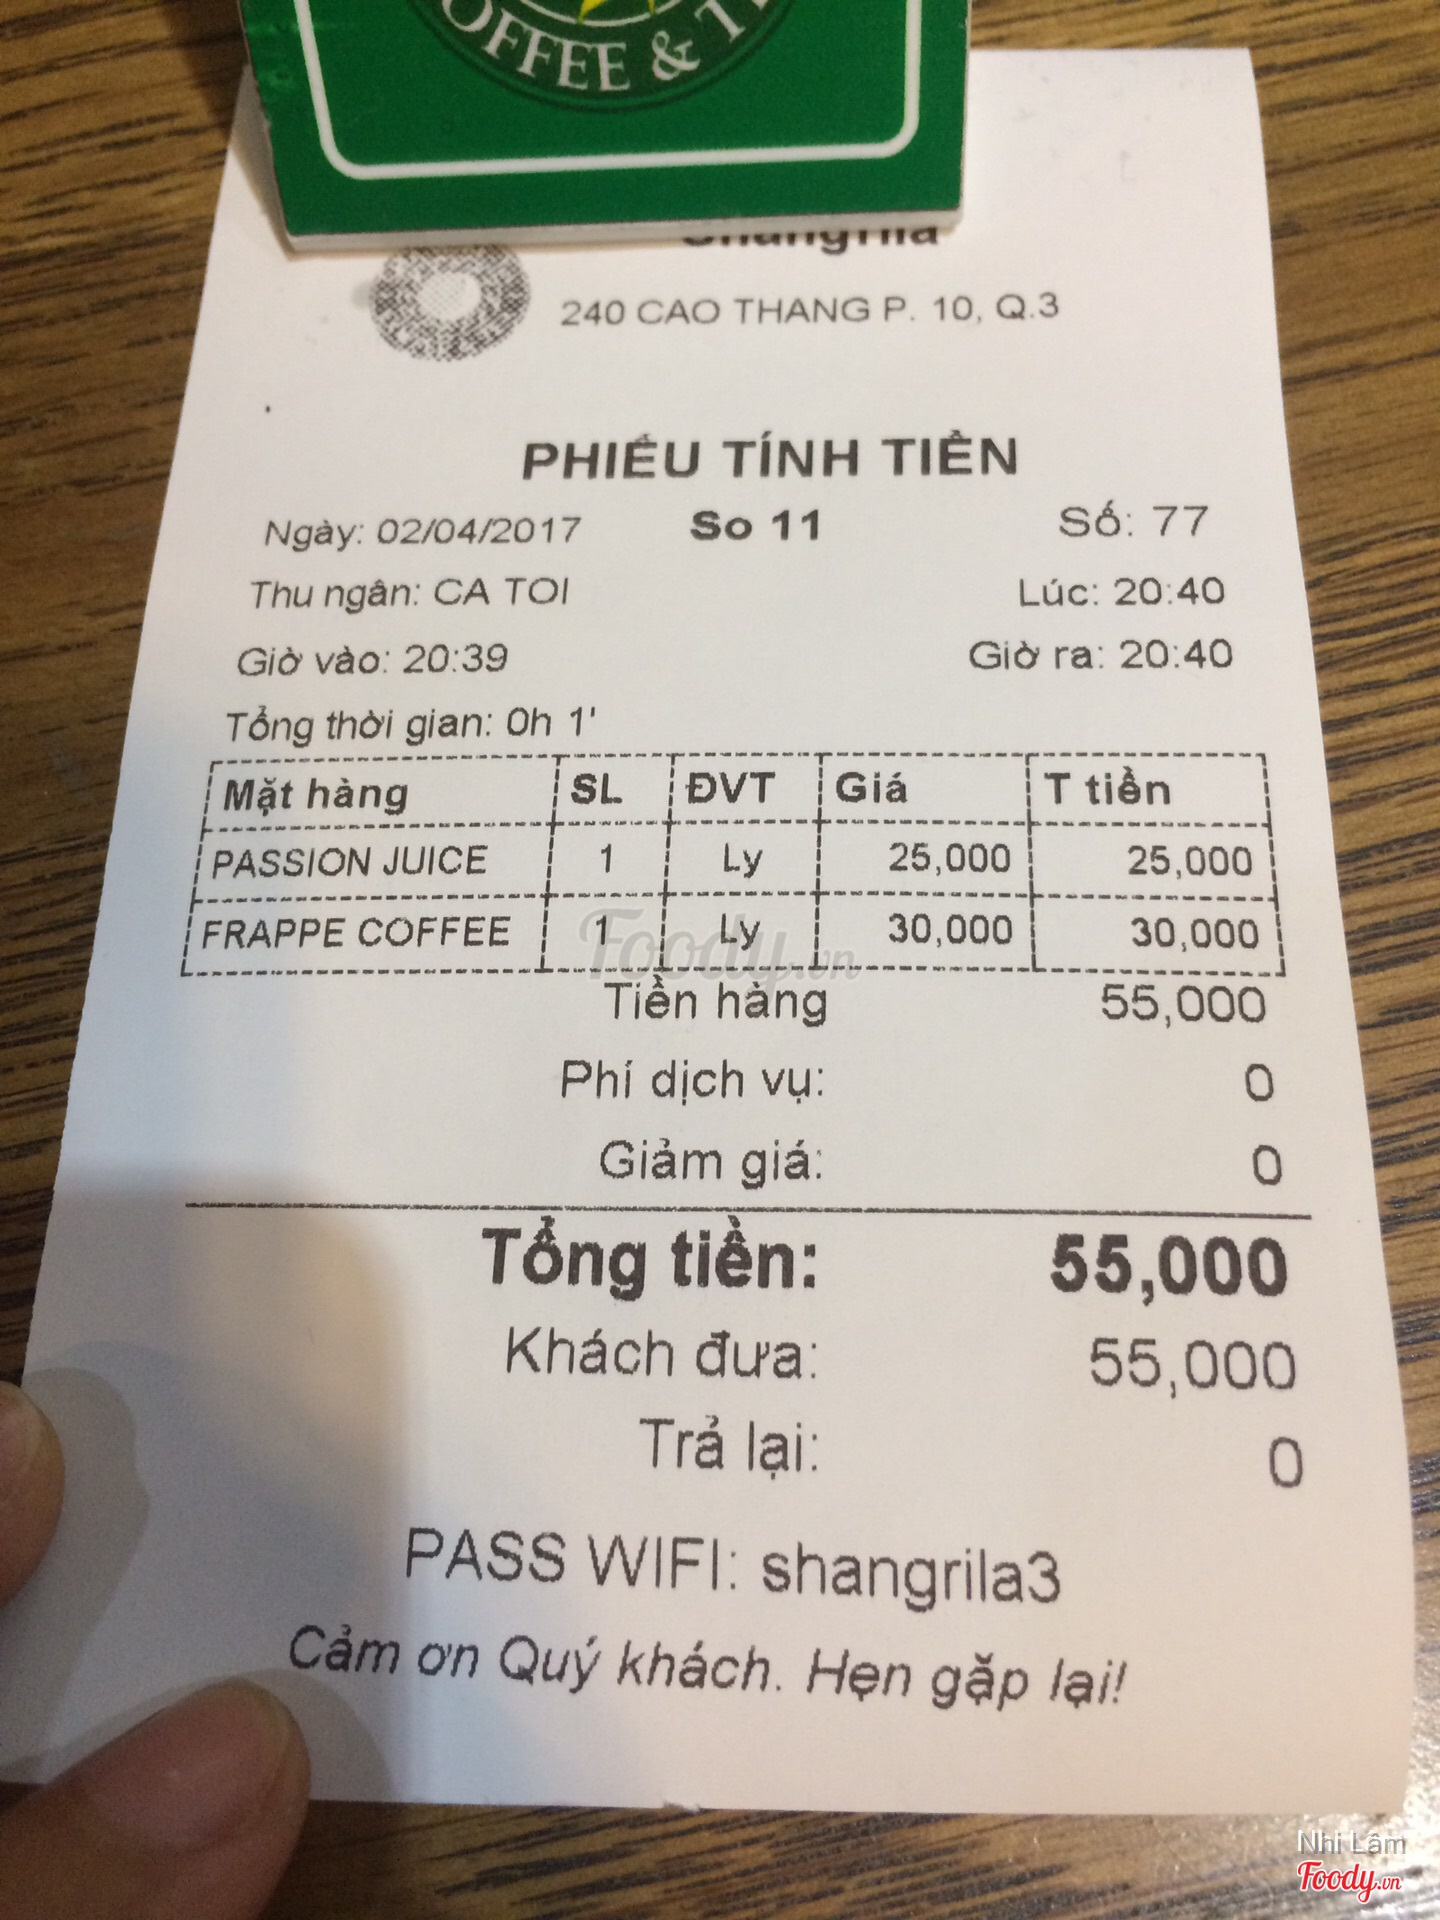 OFFEE & T
Shangrila
240 CAO THANG P. 10, Q.3
PHIẾU TÍNH TIỀN
Ngày: 02/04/2017 So 11 Số: 77
Thu ngân: CA TOI Lúc: 20:40
Giờ vào: 20:39 Giờ ra: 20:40
Tổng thời gian: 0h 1'
Mặt hàng SL ĐVT Giá T tiền
PASSION JUICE 1 Ly 25,000 25,000
FRAPPE COFFEE 1 Ly 30,000 30,000
Foody.vn
Tiền hàng 55,000
Phí dịch vụ: 0
Giảm giá: 0
Tổng tiền: 55,000
Khách đưa: 55,000
Trả lại: 0
PASS WIFI: shangrila3
Cảm ơn Quý khách. Hẹn gặp lại!
Nhi Lâm
Foody.vn